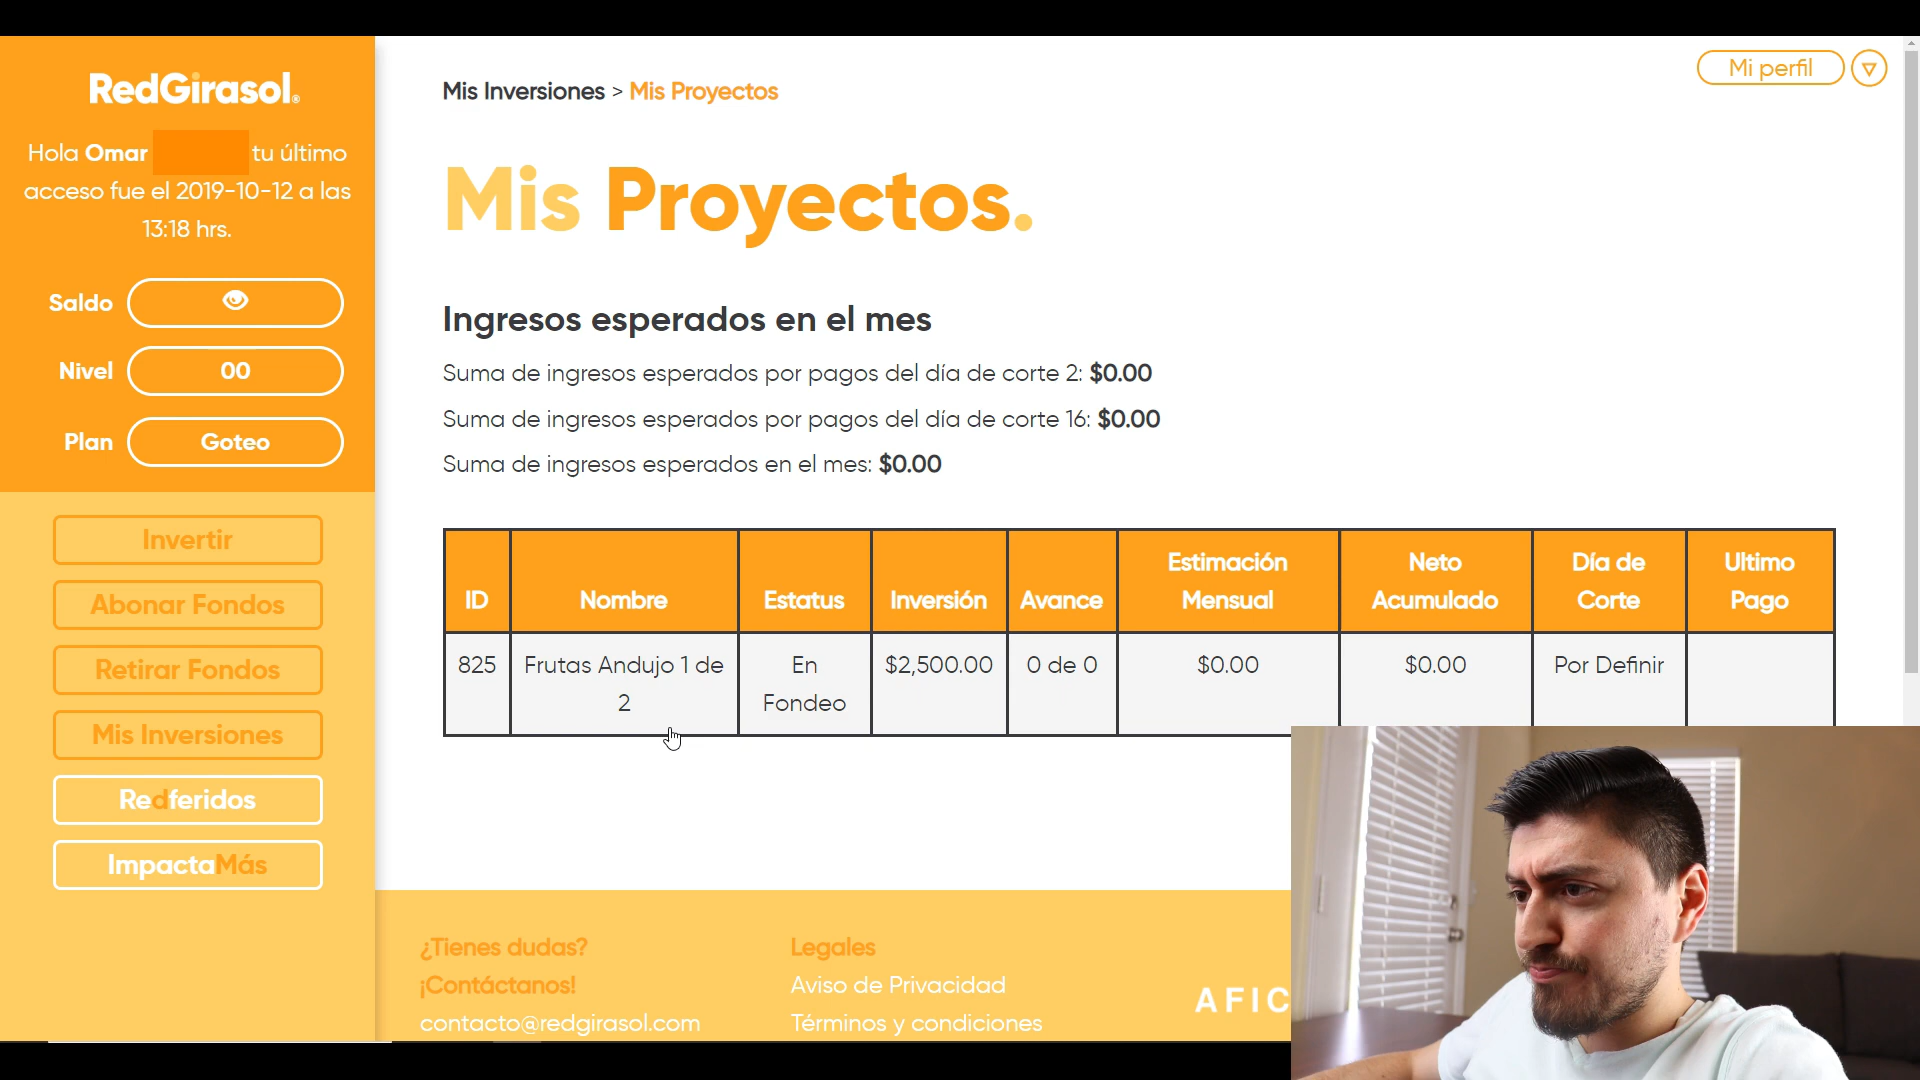 RedGirasol®
Hola Omar tu último
acceso fue el 2019-10-12 a las
13:18 hrs.
Saldo
Nivel 00
Plan Goteo
Invertir
Abonar Fondos
Retirar Fondos
Mis Inversiones
Redferidos
ImpactaMás
Mi perfil
Mis Inversiones > Mis Proyectos
Mis Proyectos.
Ingresos esperados en el mes
Suma de ingresos esperados por pagos del día de corte 2: $0.00
Suma de ingresos esperados por pagos del día de corte 16: $0.00
Suma de ingresos esperados en el mes: $0.00
ID Nombre Estatus Inversión Avance Estimación Mensual Neto Acumulado Día de Corte Ultimo Pago
825 Frutas Andujo 1 de 2 En Fondeo $2,500.00 0 de 0 $0.00 $0.00 Por Definir
¿Tienes dudas?
¡Contáctanos!
contacto@redgirasol.com
Legales
Aviso de Privacidad
Términos y condiciones
AFIC